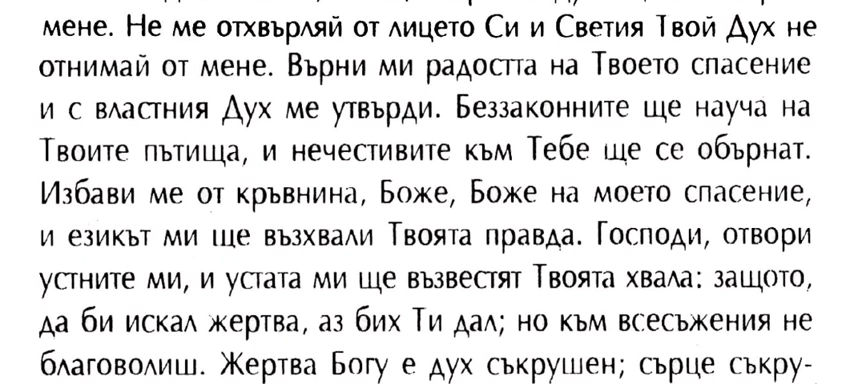 мене. Не ме отхвърляй от лицето Си и Светия Твой Дух не
отнимай от мене. Върни ми радостта на Твоето спасение
и с властния Дух ме утвърди. Беззаконните ще науча на
Твоите пътища, и нечестивите към Тебе ще се обърнат.
Избави ме от кръвнина, Боже, Боже на моето спасение,
и езикът ми ще възхвали Твоята правда. Господи, отвори
устните ми, и устата ми ще възвестят Твоята хвала: защото,
да би искал жертва, аз бих Ти дал; но към всесъжения не
благоволиш. Жертва Богу е дух съкрушен; сърце съкру-